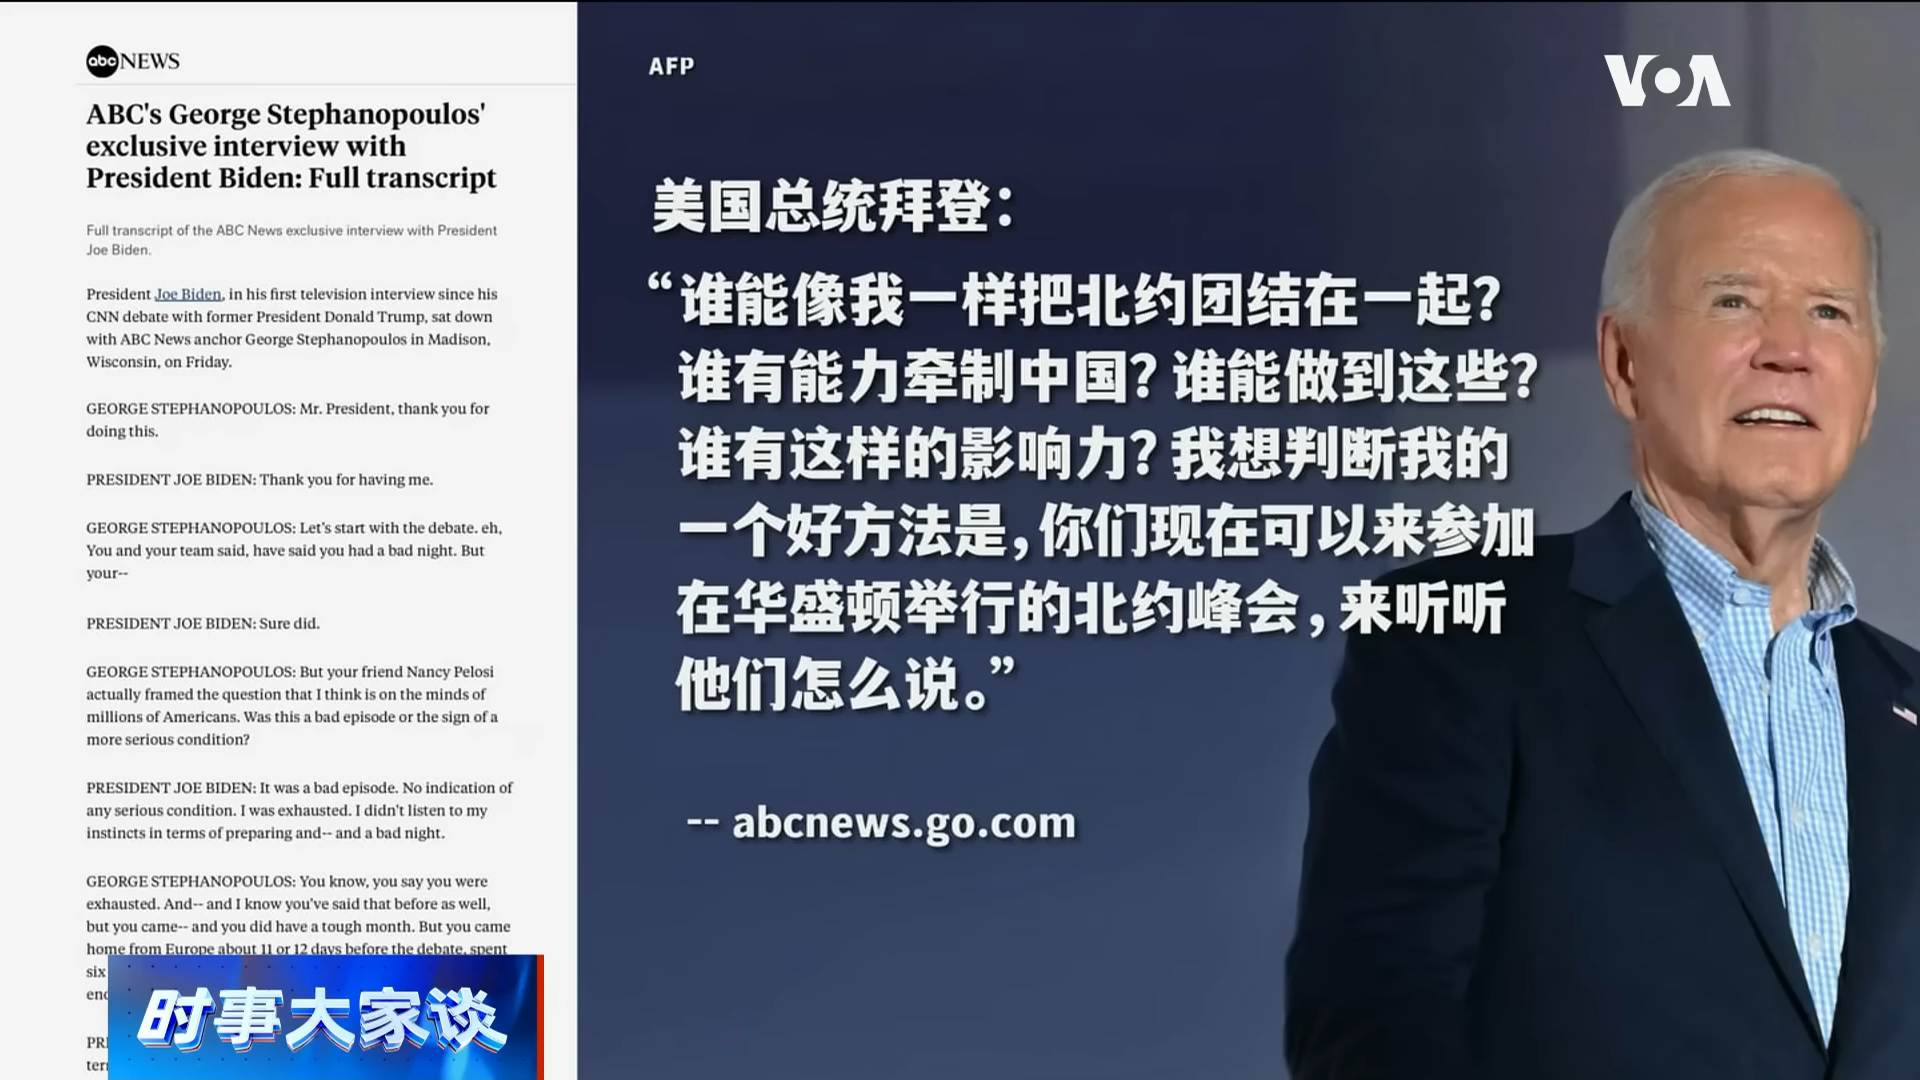 abc NEWS
ABC's George Stephanopoulos'
exclusive interview with
President Biden: Full transcript
Full transcript of the ABC News exclusive interview with President
Joe Biden.
President Joe Biden, in his first television interview since his
CNN debate with former President Donald Trump, sat down
with ABC News anchor George Stephanopoulos in Madison,
Wisconsin, on Friday.
GEORGE STEPHANOPOULOS: Mr. President, thank you for
doing this.
PRESIDENT JOE BIDEN: Thank you for having me.
GEORGE STEPHANOPOULOS: Let's start with the debate. eh,
You and your team said, have said you had a bad night. But
your--
PRESIDENT JOE BIDEN: Sure did.
GEORGE STEPHANOPOULOS: But your friend Nancy Pelosi
actually framed the question that I think is on the minds of
millions of Americans. Was this a bad episode or the sign of a
more serious condition?
PRESIDENT JOE BIDEN: It was a bad episode. No indication of
any serious condition. I was exhausted. I didn't listen to my
instincts in terms of preparing and-- and a bad night.
GEORGE STEPHANOPOULOS: You know, you say you were
exhausted. And-- and I know you've said that before as well,
but you came-- and you did have a tough month. But you came
home from Europe about 11 or 12 days before the debate, spent
six
时事大家谈
AFP
VOA
美国总统拜登：
“谁能像我一样把北约团结在一起？
谁有能力牵制中国？谁能做到这些？
谁有这样的影响力？我想判断我的
一个好方法是，你们现在可以来参加
在华盛顿举行的北约峰会，来听听
他们怎么说。”
-- abcnews.go.com